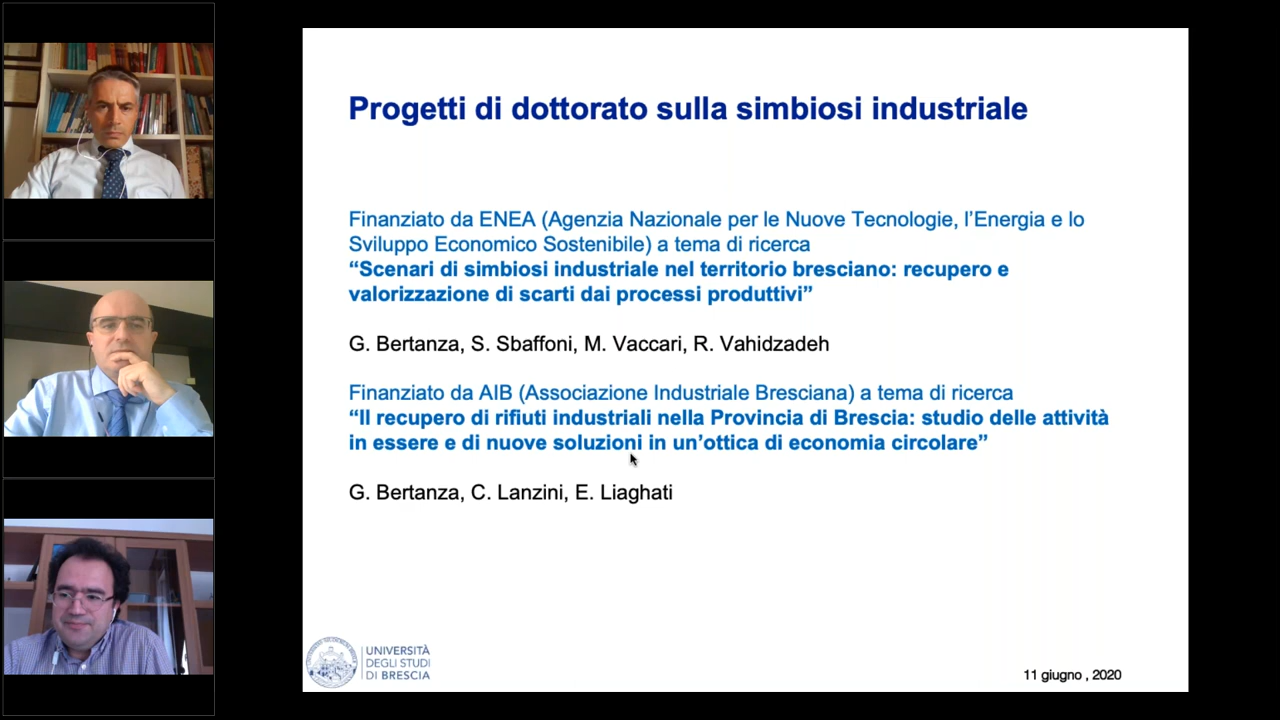 Progetti di dottorato sulla simbiosi industriale
Finanziato da ENEA (Agenzia Nazionale per le Nuove Tecnologie, l’Energia e lo
Sviluppo Economico Sostenibile) a tema di ricerca
“Scenari di simbiosi industriale nel territorio bresciano: recupero e
valorizzazione di scarti dai processi produttivi”
G. Bertanza, S. Sbaffoni, M. Vaccari, R. Vahidzadeh
Finanziato da AIB (Associazione Industriale Bresciana) a tema di ricerca
“Il recupero di rifiuti industriali nella Provincia di Brescia: studio delle attività
in essere e di nuove soluzioni in un’ottica di economia circolare”
G. Bertanza, C. Lanzini, E. Liaghati
UNIVERSITÀ
DEGLI STUDI
DI BRESCIA
11 giugno , 2020